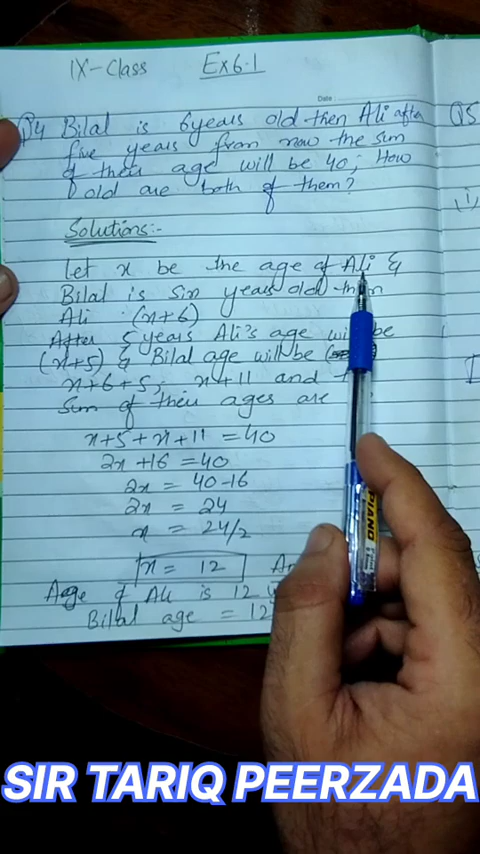 IX-Class Ex 6.1
Date:
Q4 Bilal is 6 years old then Ali after
five years from now the sum
of their age will be 40; How
old are both of them?
Q5
Solutions:-
(i)
Let x be the age of Ali &
Bilal is Six years old than
Ali (x+6)
After 5 years Ali's age will be
(x+5) & Bilal age will be
x+6+5; x+11 and
Sum of their ages are
x+5+x+11 = 40
2x+16 = 40
2x = 40-16
2x = 24
x = 24/2
x = 12
Age of Ali is 12
Bilal age = 12
PIANO
SIR TARIQ PEERZADA